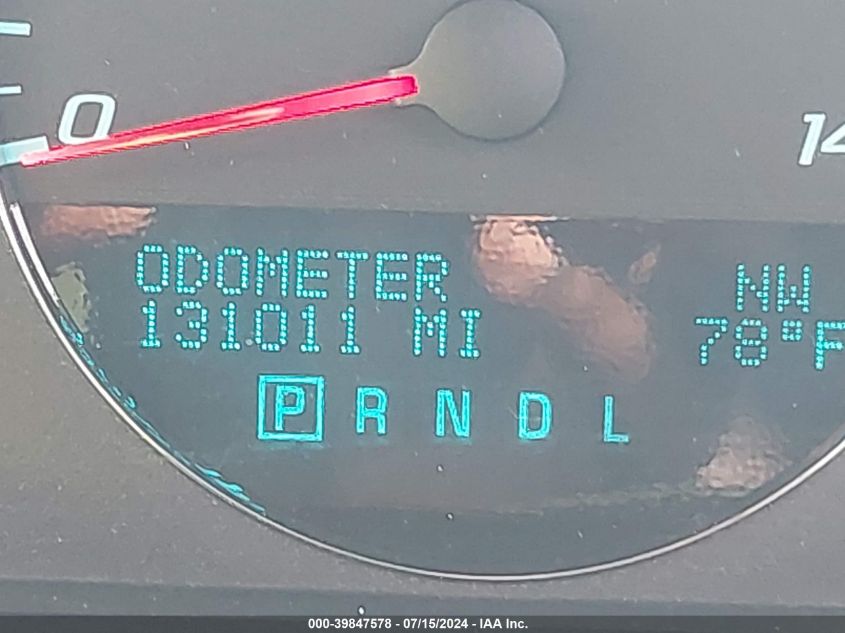 0
14
ODOMETER NW
131011 MI 78°F
P R N D L
000-39847578 - 07/15/2024 - IAA Inc.